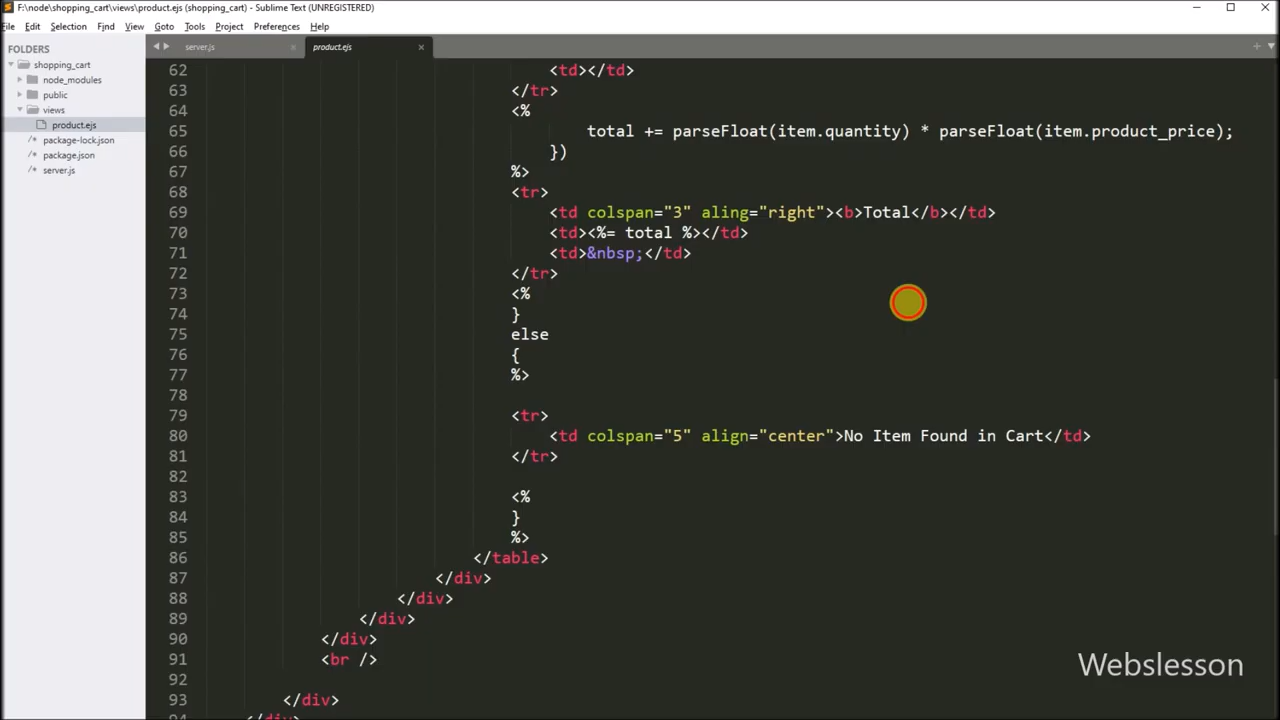 F:\node\shopping_cart\views\product.ejs (shopping_cart) - Sublime Text (UNREGISTERED)
File Edit Selection Find View Goto Tools Project Preferences Help
FOLDERS
shopping_cart
node_modules
public
views
product.ejs
package-lock.json
package.json
server.js
server.js
product.ejs
62 <td></td>
63 </tr>
64 <%
65 total += parseFloat(item.quantity) * parseFloat(item.product_price);
66 })
67 %>
68 <tr>
69 <td colspan="3" aling="right"><b>Total</b></td>
70 <td><%= total %></td>
71 <td>&nbsp;</td>
72 </tr>
73 <%
74 }
75 else
76 {
77 %>
78
79 <tr>
80 <td colspan="5" align="center">No Item Found in Cart</td>
81 </tr>
82
83 <%
84 }
85 %>
86 </table>
87 </div>
88 </div>
89 </div>
90 </div>
91 <br />
92
93 </div>
94 </div>
Webslesson